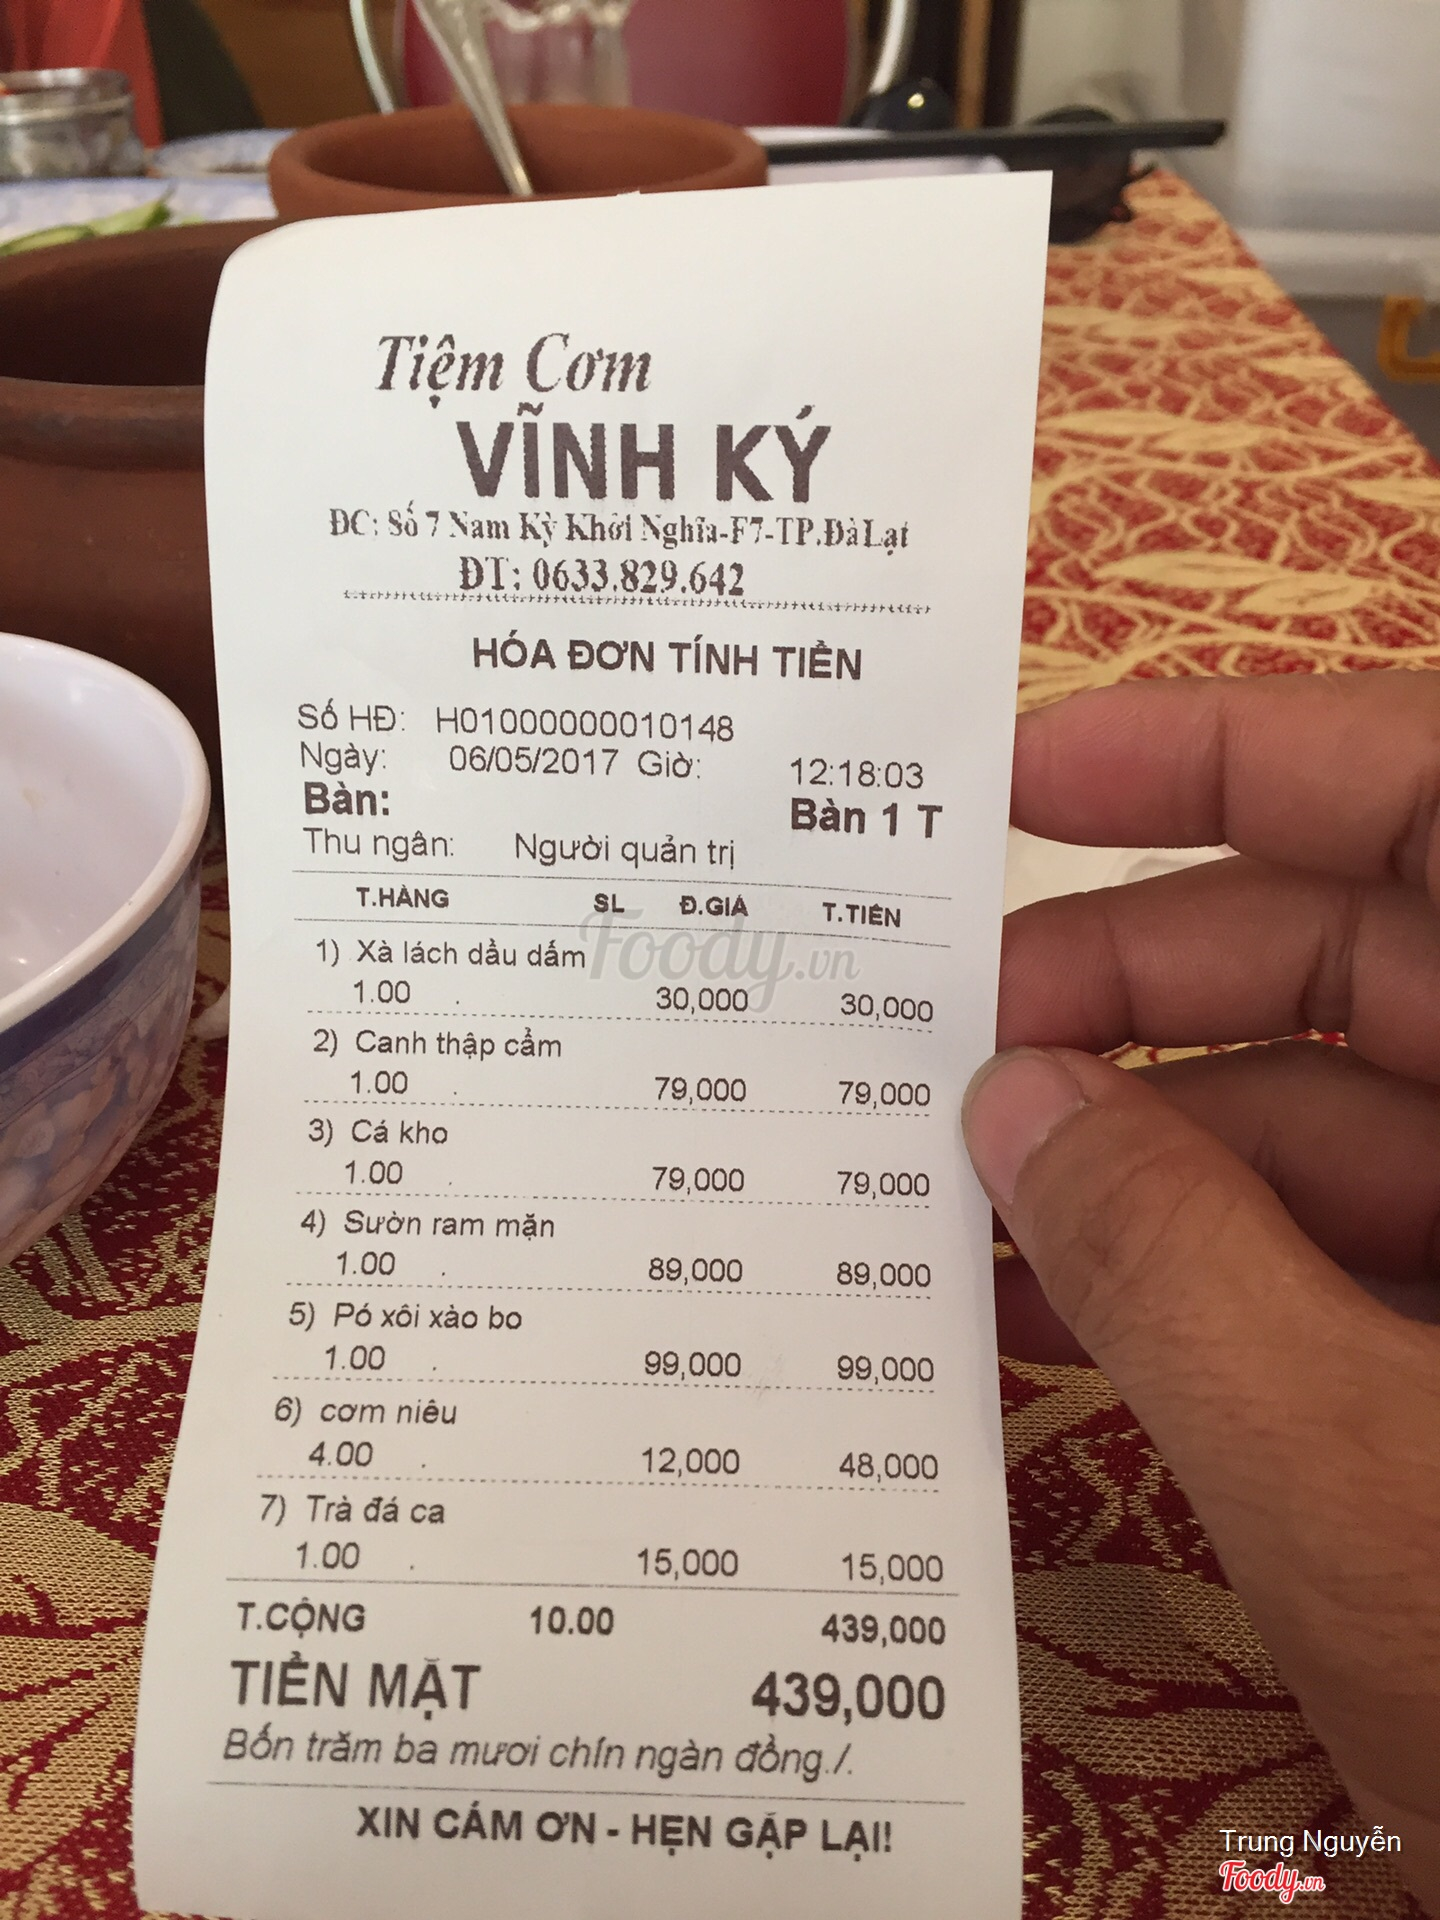 Tiệm Cơm
VĨNH KÝ
ĐC: Số 7 Nam Kỳ Khởi Nghĩa-F7-TP.ĐàLạt
ĐT: 0633.829.642
HÓA ĐƠN TÍNH TIỀN
Số HĐ: H01000000010148
Ngày: 06/05/2017 Giờ: 12:18:03
Bàn: Bàn 1 T
Thu ngân: Người quản trị
T.HÀNG SL Đ.GIÁ T.TIỀN
Foody.vn
1) Xà lách dầu dấm
1.00 . 30,000 30,000
2) Canh thập cẩm
1.00 . 79,000 79,000
3) Cá kho
1.00 . 79,000 79,000
4) Sườn ram mặn
1.00 . 89,000 89,000
5) Pó xôi xào bo
1.00 . 99,000 99,000
6) cơm niêu
4.00 . 12,000 48,000
7) Trà đá ca
1.00 . 15,000 15,000
T.CỘNG 10.00 439,000
TIỀN MẶT 439,000
Bốn trăm ba mươi chín ngàn đồng./.
XIN CÁM ƠN - HẸN GẶP LẠI!
Trung Nguyễn
Foody.vn